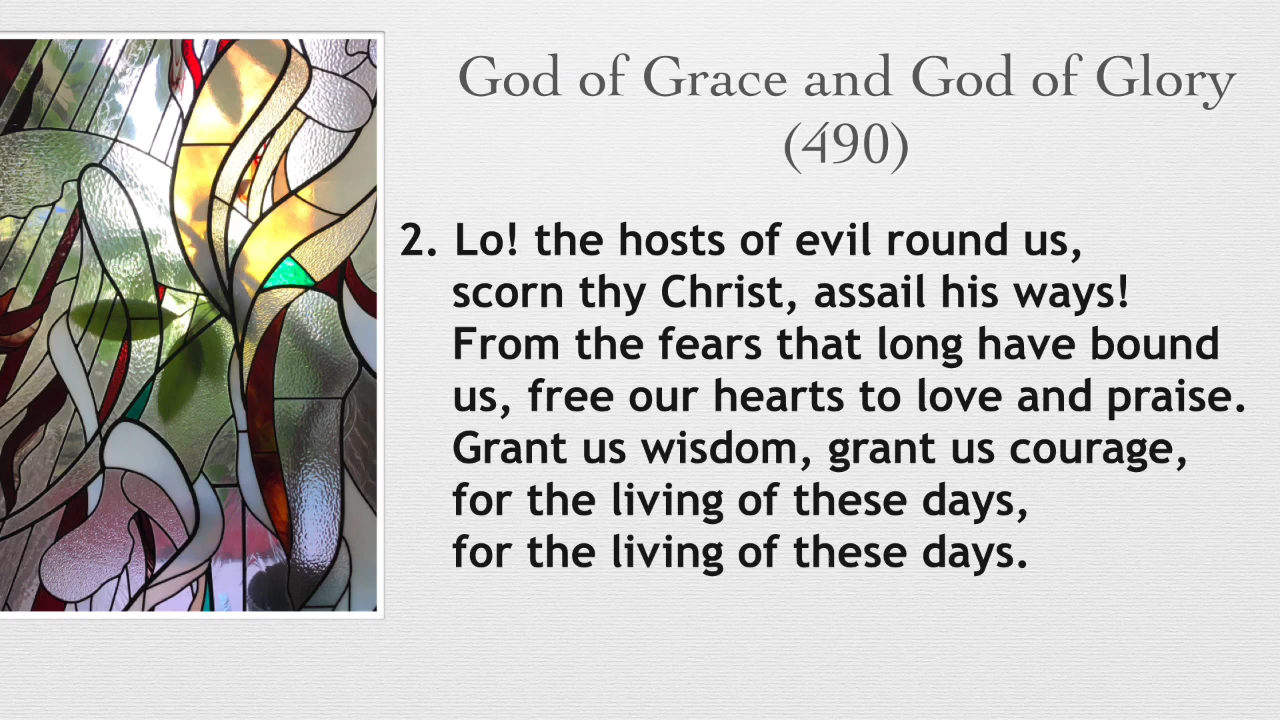 God of Grace and God of Glory
(490)
2. Lo! the hosts of evil round us,
scorn thy Christ, assail his ways!
From the fears that long have bound
us, free our hearts to love and praise.
Grant us wisdom, grant us courage,
for the living of these days,
for the living of these days.